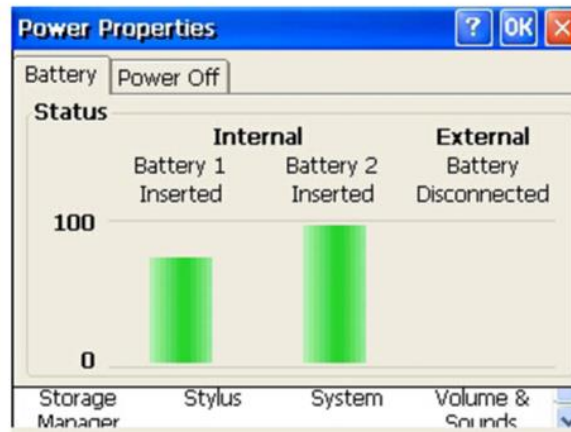 Power Properties ? OK ×
Battery Power Off
Status
Internal External
Battery 1 Battery 2 Battery
Inserted Inserted Disconnected
100
0
Storage Stylus System Volume &
Manager Sounds